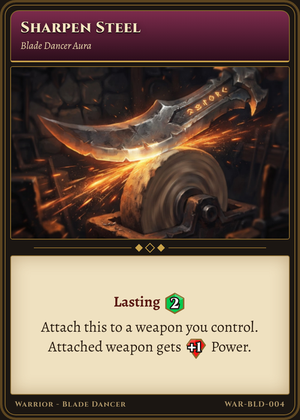 Sharpen Steel
Blade Dancer Aura
Lasting 2
Attach this to a weapon you control.
Attached weapon gets +1 Power.
Warrior - Blade Dancer WAR-BLD-004